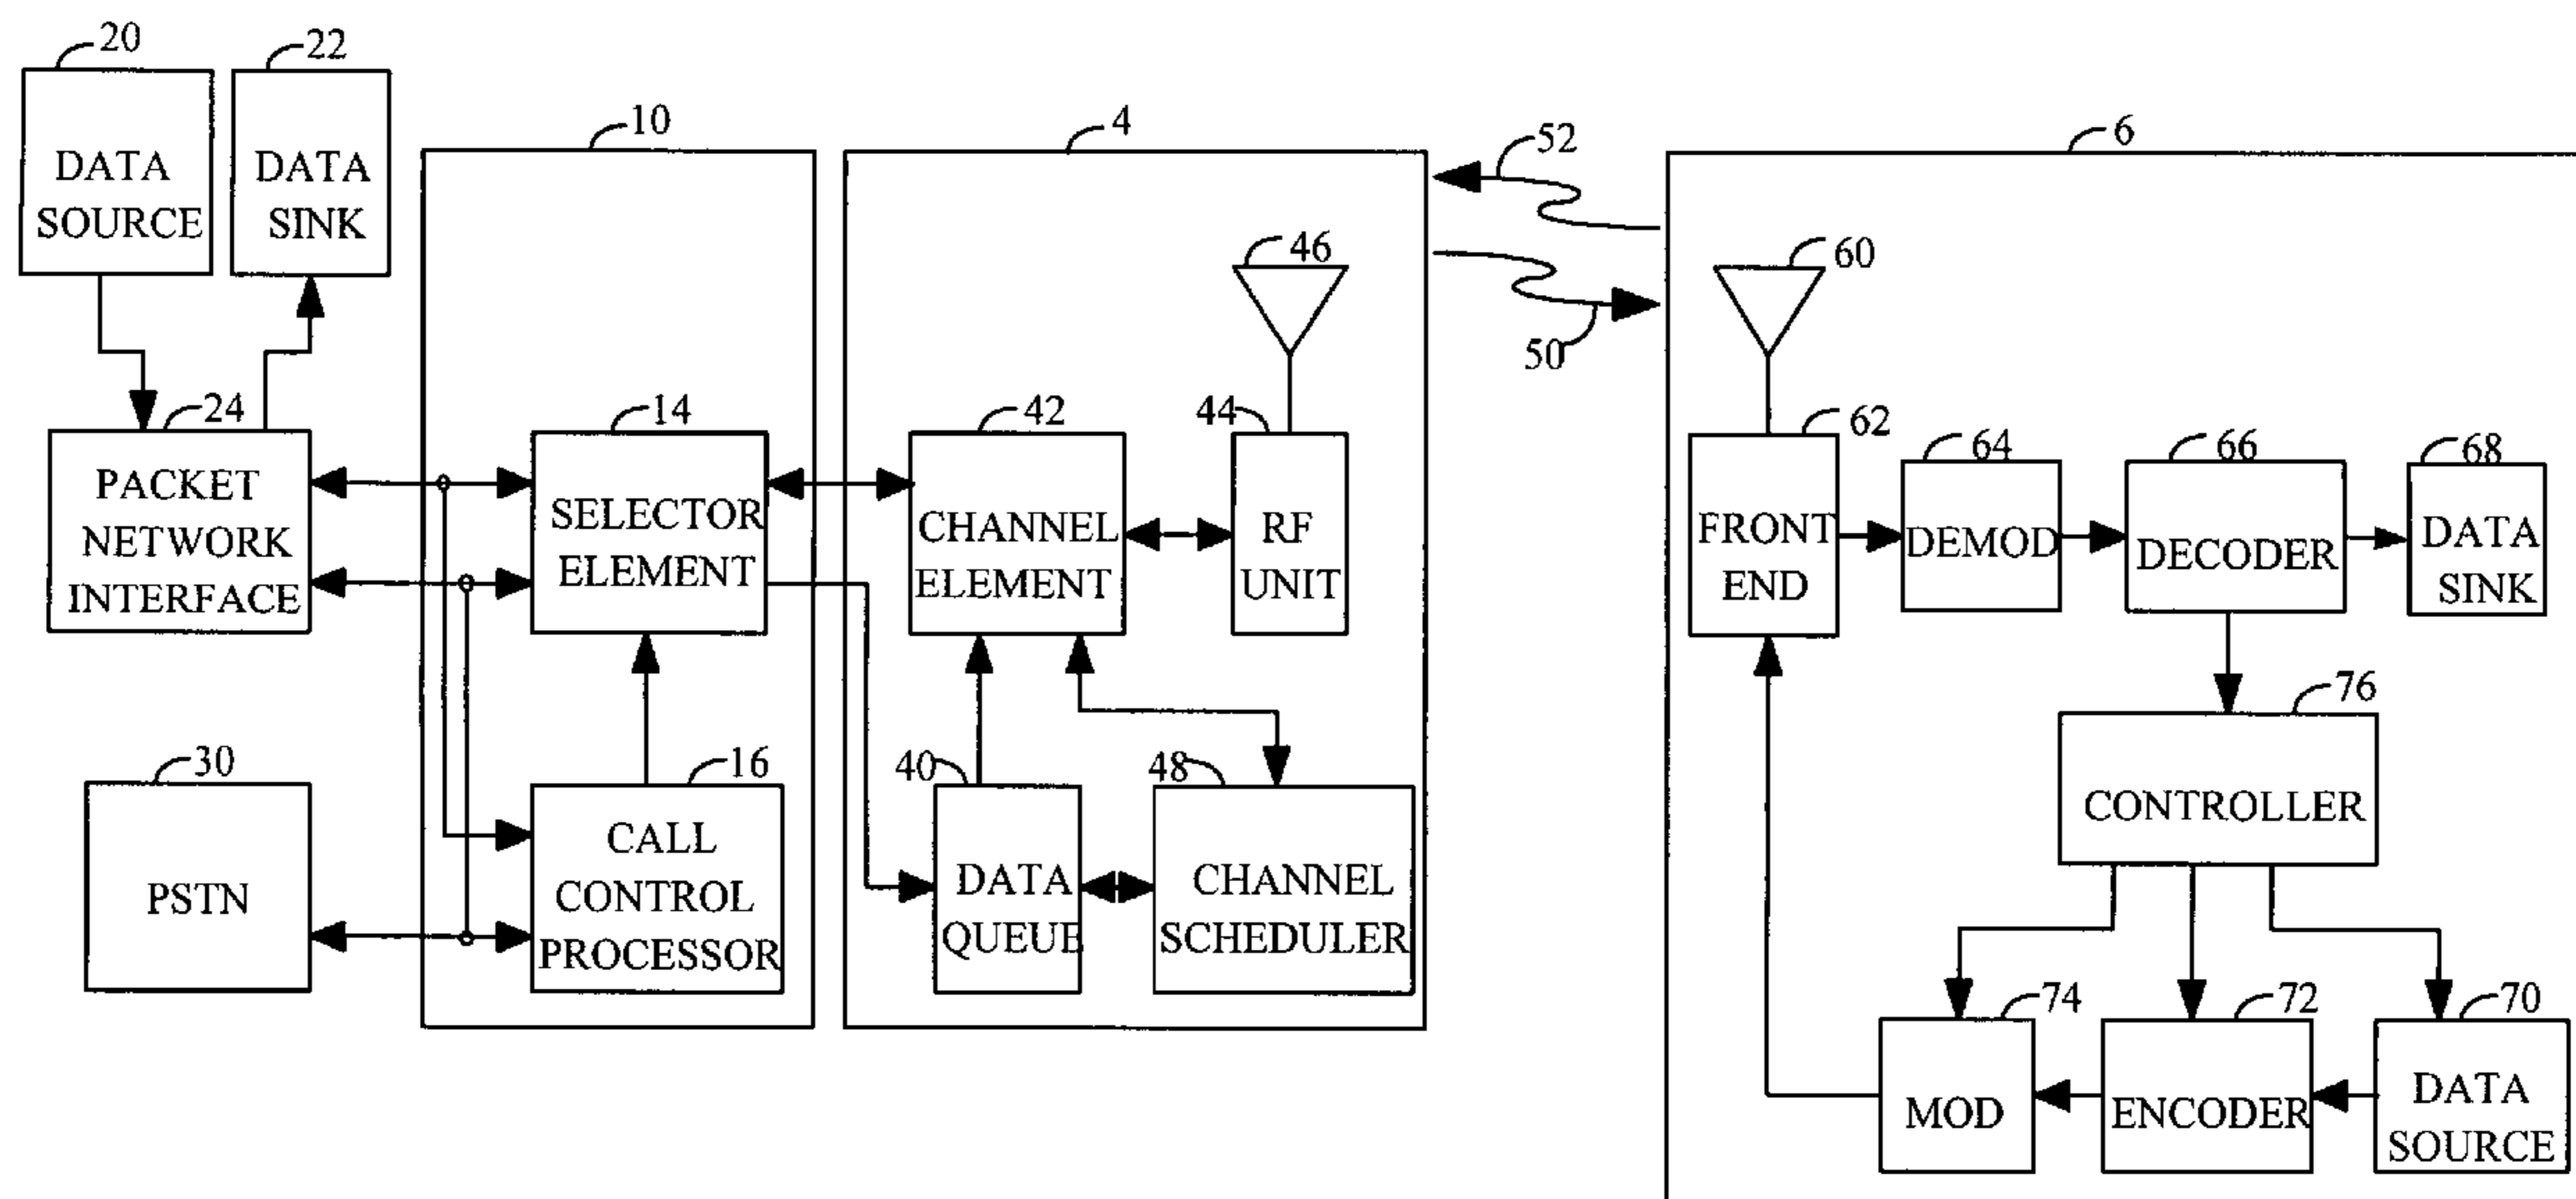 20
22
DATA
SOURCE
DATA
SINK
10
4
52
6
46
60
50
24
PACKET
NETWORK
INTERFACE
14
SELECTOR
ELEMENT
42
CHANNEL
ELEMENT
44
RF
UNIT
62
FRONT
END
64
DEMOD
66
DECODER
68
DATA
SINK
30
PSTN
16
CALL
CONTROL
PROCESSOR
40
DATA
QUEUE
48
CHANNEL
SCHEDULER
76
CONTROLLER
74
MOD
72
ENCODER
70
DATA
SOURCE